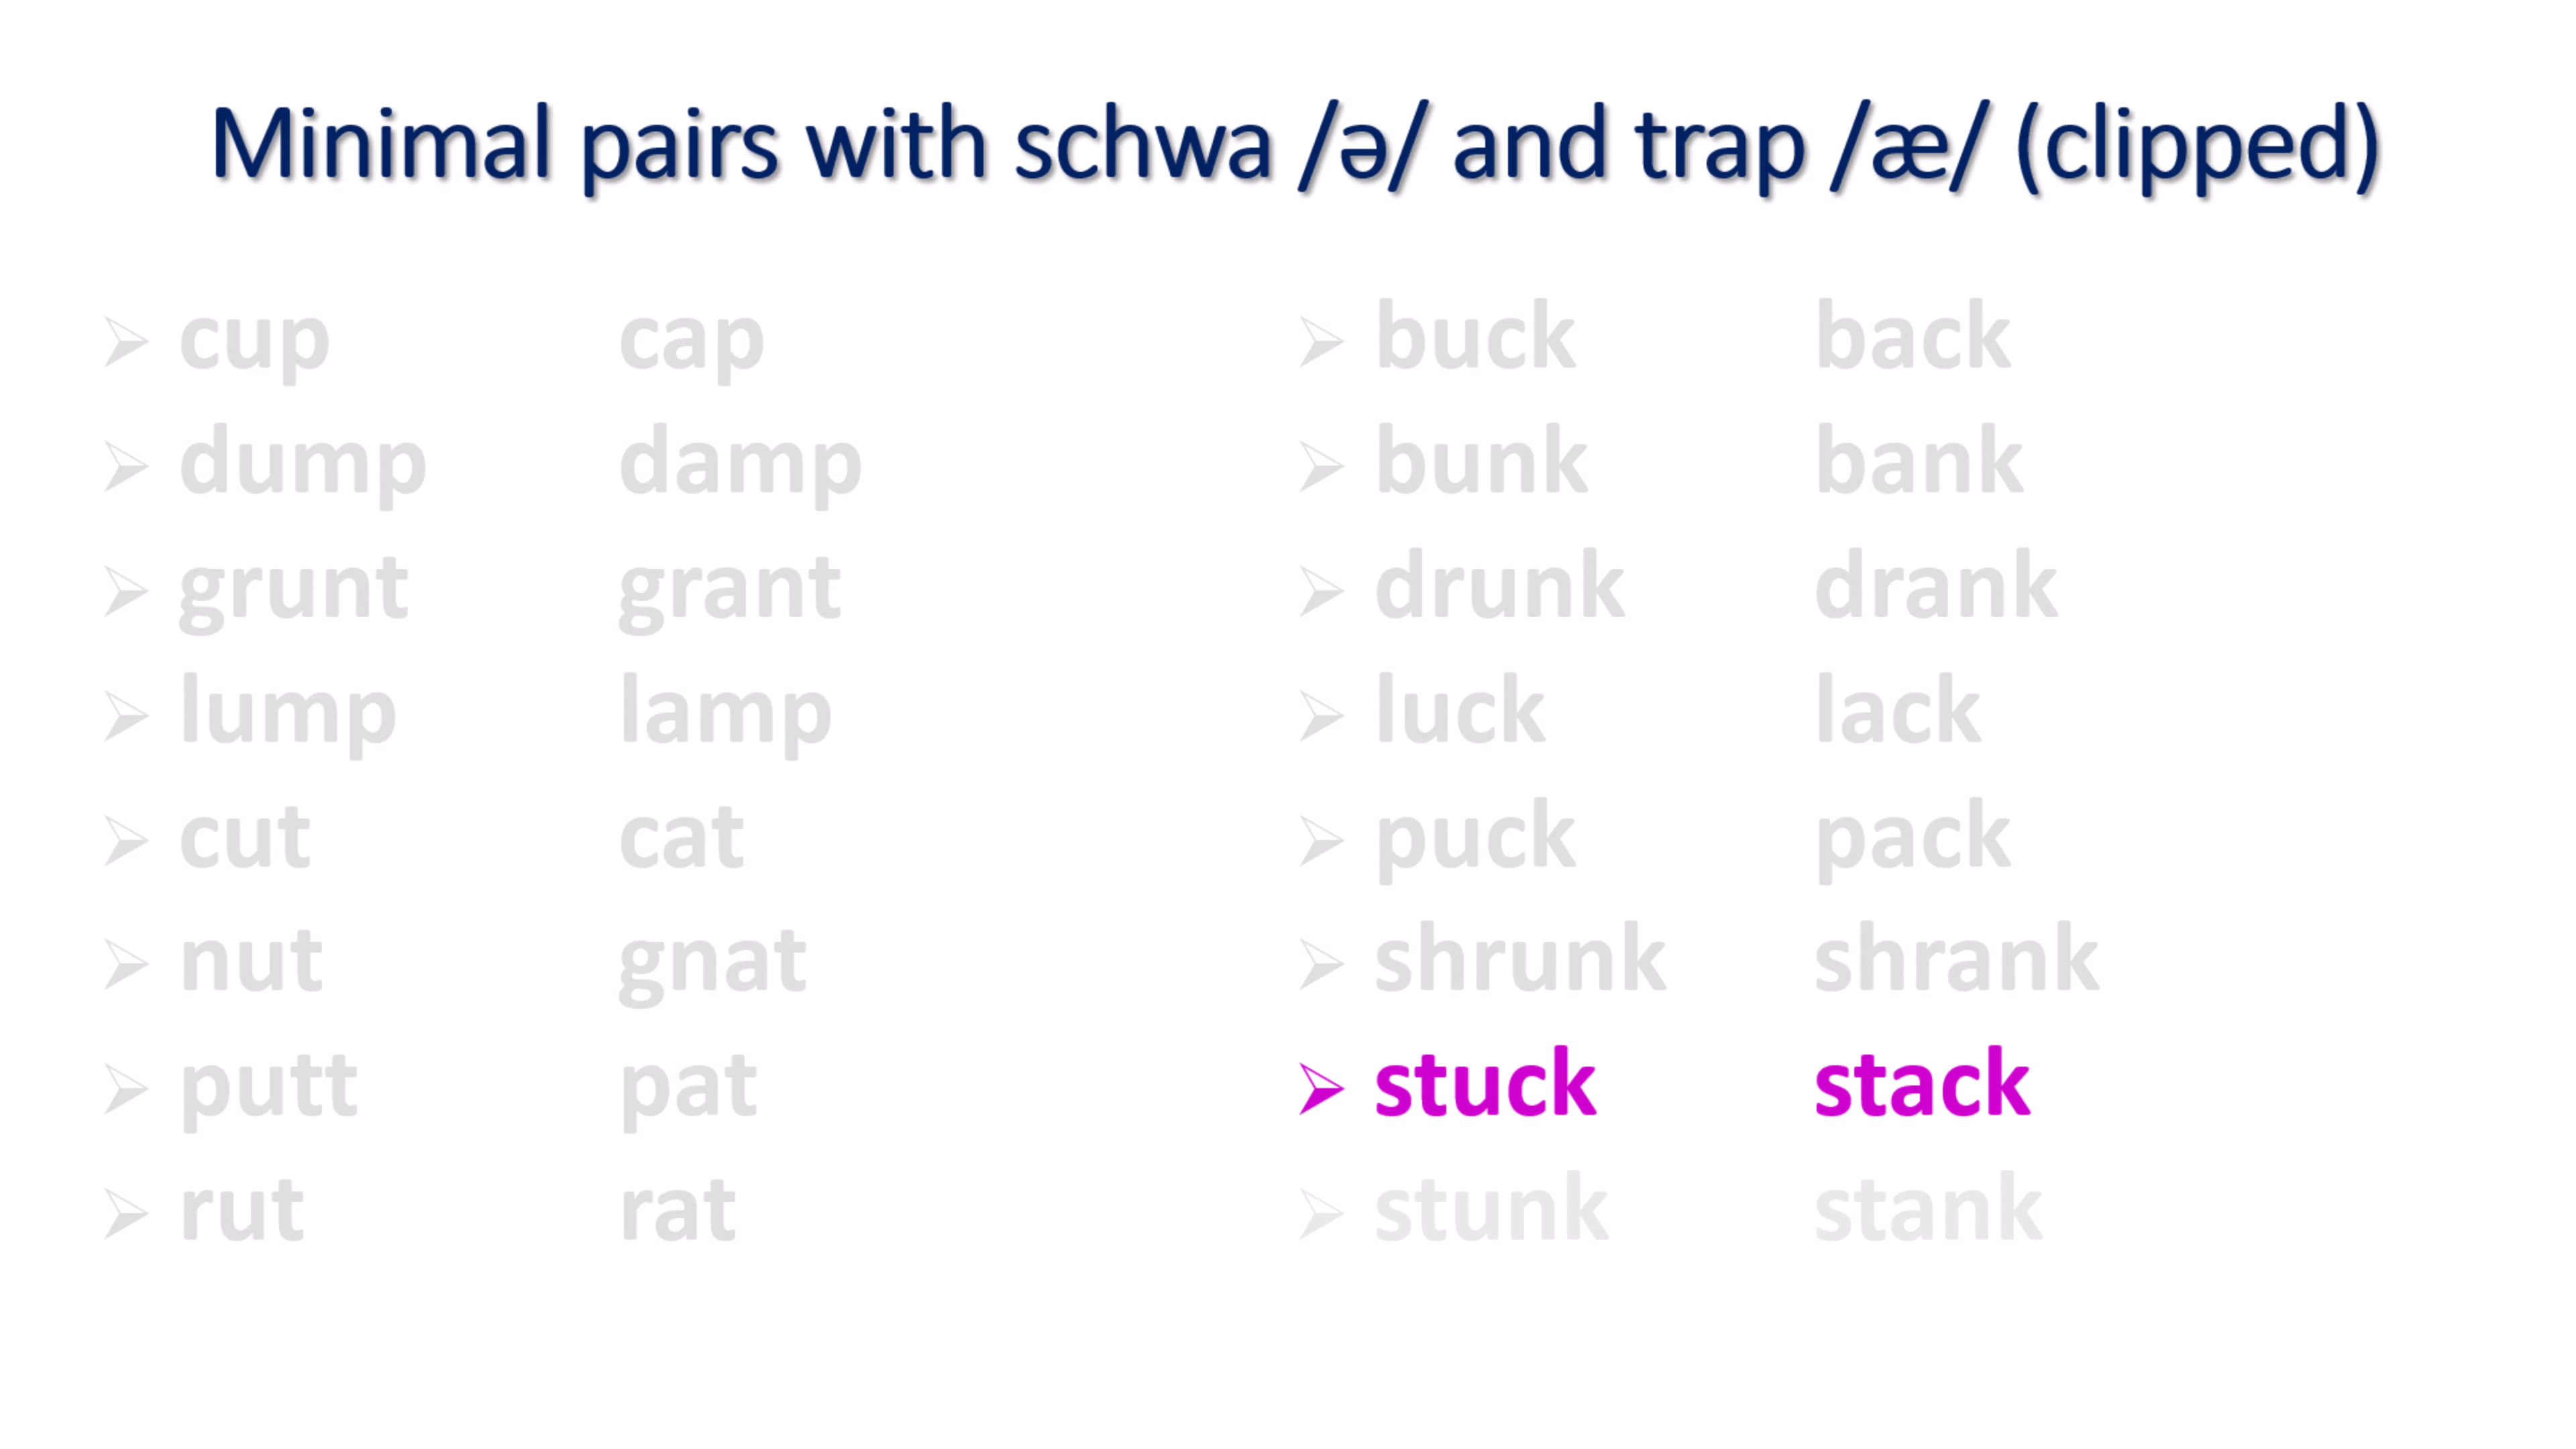 Minimal pairs with schwa /ə/ and trap /æ/ (clipped)
cup cap
dump damp
grunt grant
lump lamp
cut cat
nut gnat
putt pat
rut rat
buck back
bunk bank
drunk drank
luck lack
puck pack
shrunk shrank
stuck stack
stunk stank